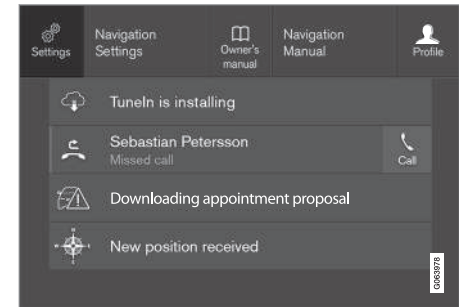 Settings
Navigation
Settings
Owner's
manual
Navigation
Manual
Profile
TuneIn is installing
Sebastian Petersson
Missed call
Call
Downloading appointment proposal
New position received
G063978